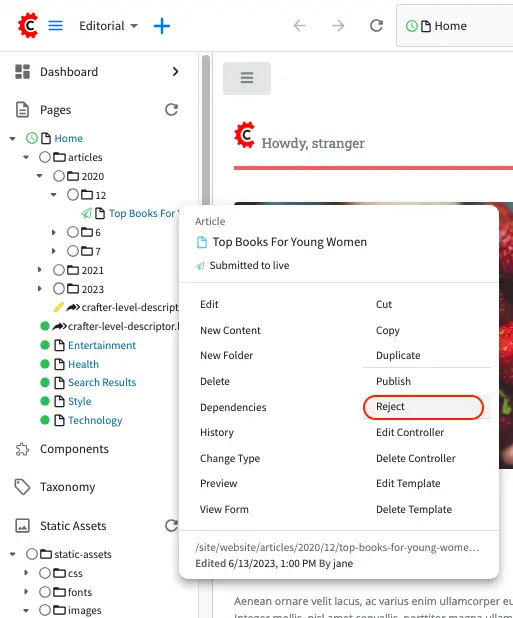 Editorial
Home
Dashboard
Pages
Home
articles
2020
12
Top Books For Y
6
7
2021
2023
crafter-level-descript
crafter-level-descriptor.
Entertainment
Health
Search Results
Style
Technology
Components
Taxonomy
Static Assets
static-assets
css
fonts
images
Howdy, stranger
Article
Top Books For Young Women
Submitted to live
Edit
New Content
New Folder
Delete
Dependencies
History
Change Type
Preview
View Form
Cut
Copy
Duplicate
Publish
Reject
Edit Controller
Delete Controller
Edit Template
Delete Template
/site/website/articles/2020/12/top-books-for-young-wome…
Edited 6/13/2023, 1:00 PM By jane
Aenean ornare velit lacus, ac varius enim ullamcorper eu
Integer mollis, nisl amet convallis, porttitor magna ullam